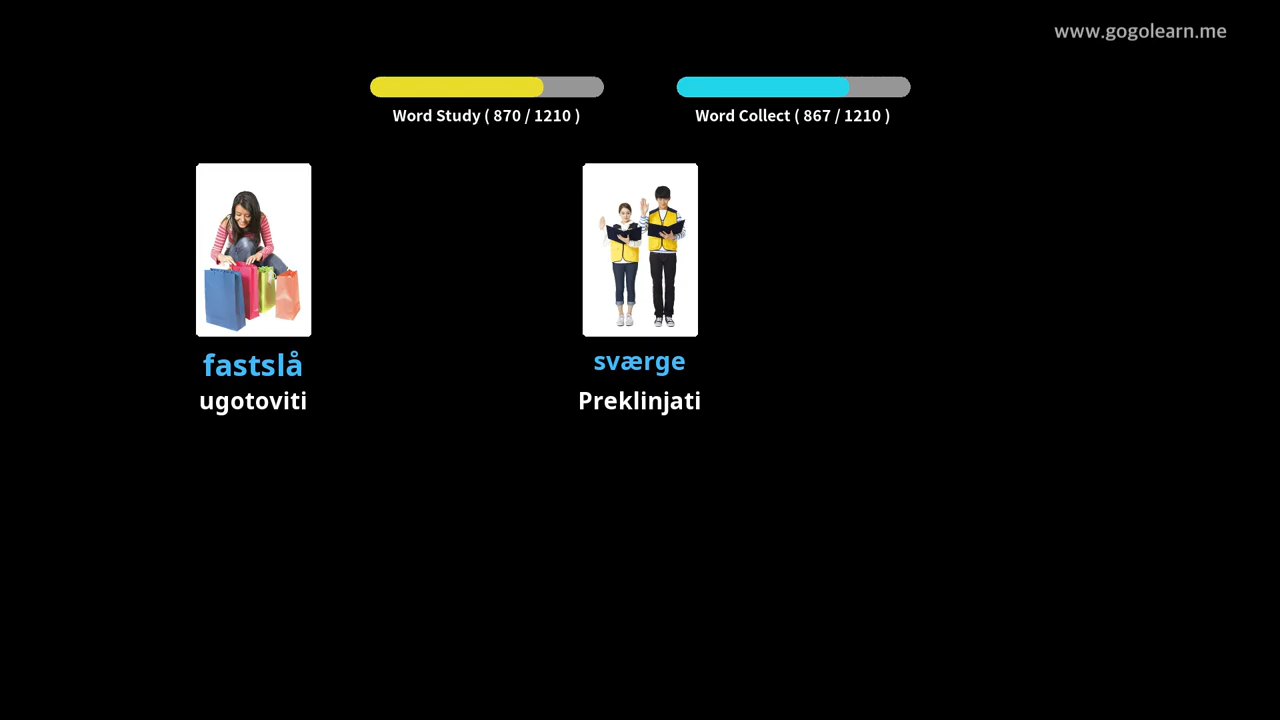 www.gogolearn.me
Word Study ( 870 / 1210 )
Word Collect ( 867 / 1210 )
fastslå
ugotoviti
sværge
Preklinjati